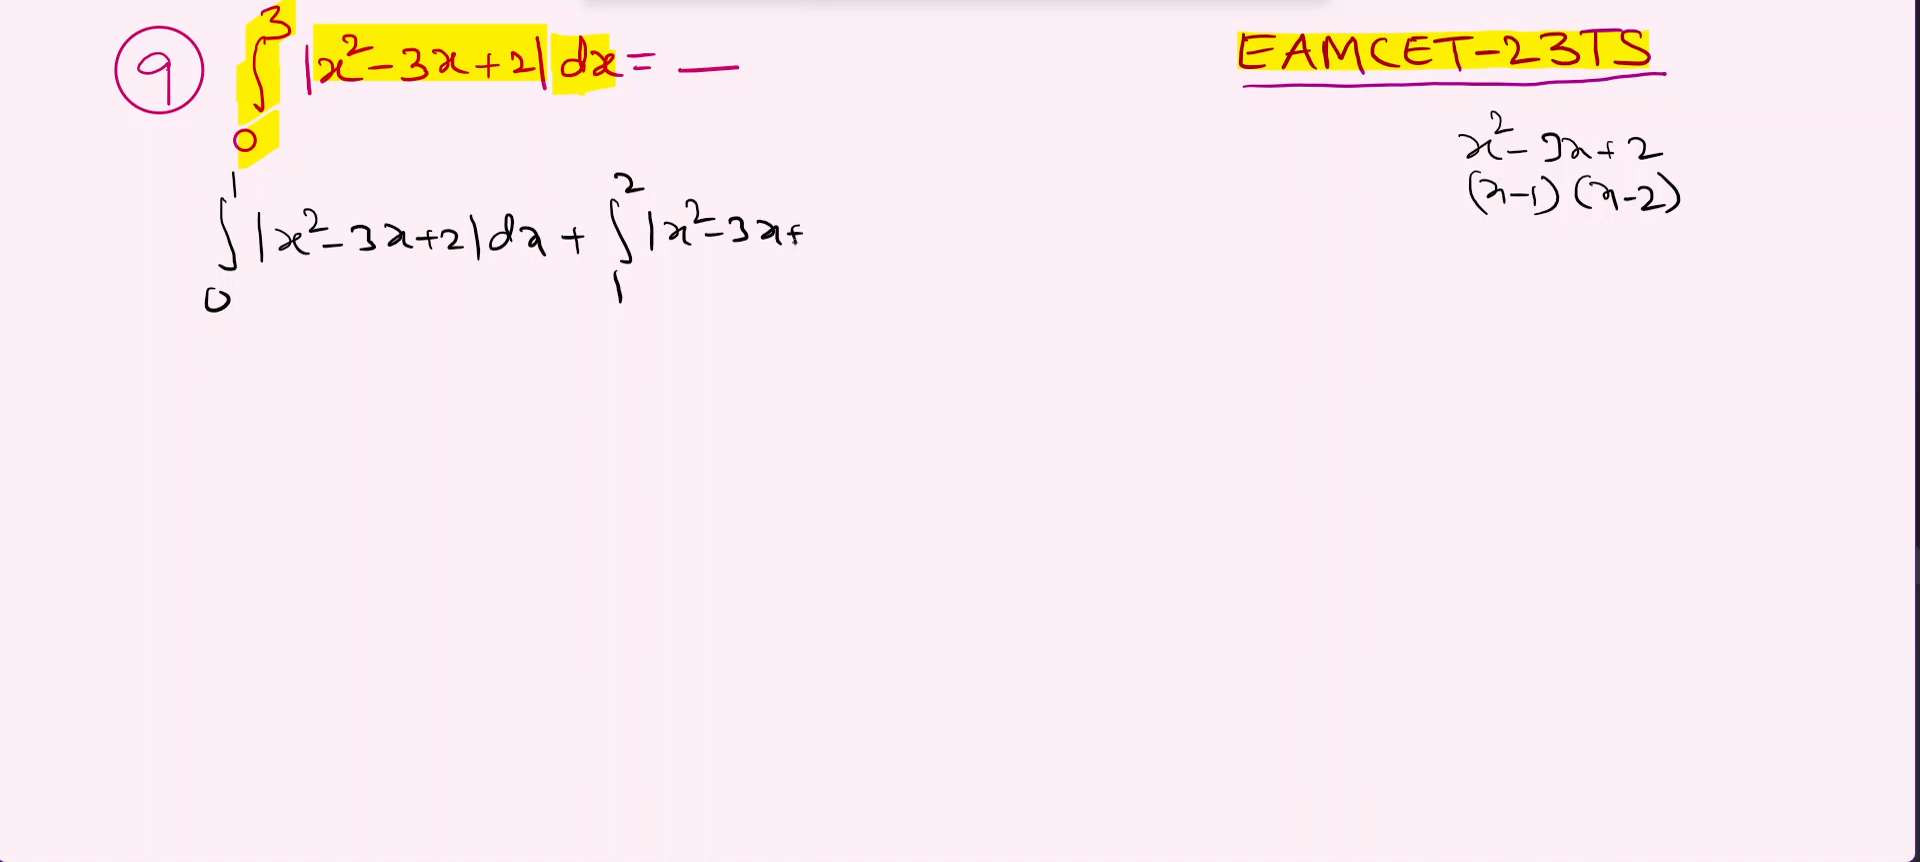 9 ∫₀³ |x²-3x+2| dx = __
EAMCET-23TS
x²-3x+2
(x-1)(x-2)
∫₀¹ |x²-3x+2|dx + ∫₁² |x²-3x+